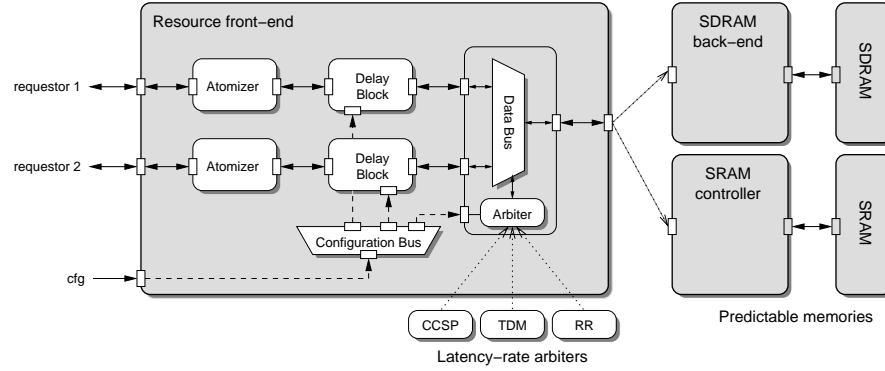 Resource front-end
SDRAM
back-end
SDRAM
requestor 1
Atomizer
Delay
Block
Data Bus
requestor 2
Atomizer
Delay
Block
SRAM
controller
SRAM
Arbiter
Configuration Bus
cfg
CCSP
TDM
RR
Predictable memories
Latency-rate arbiters